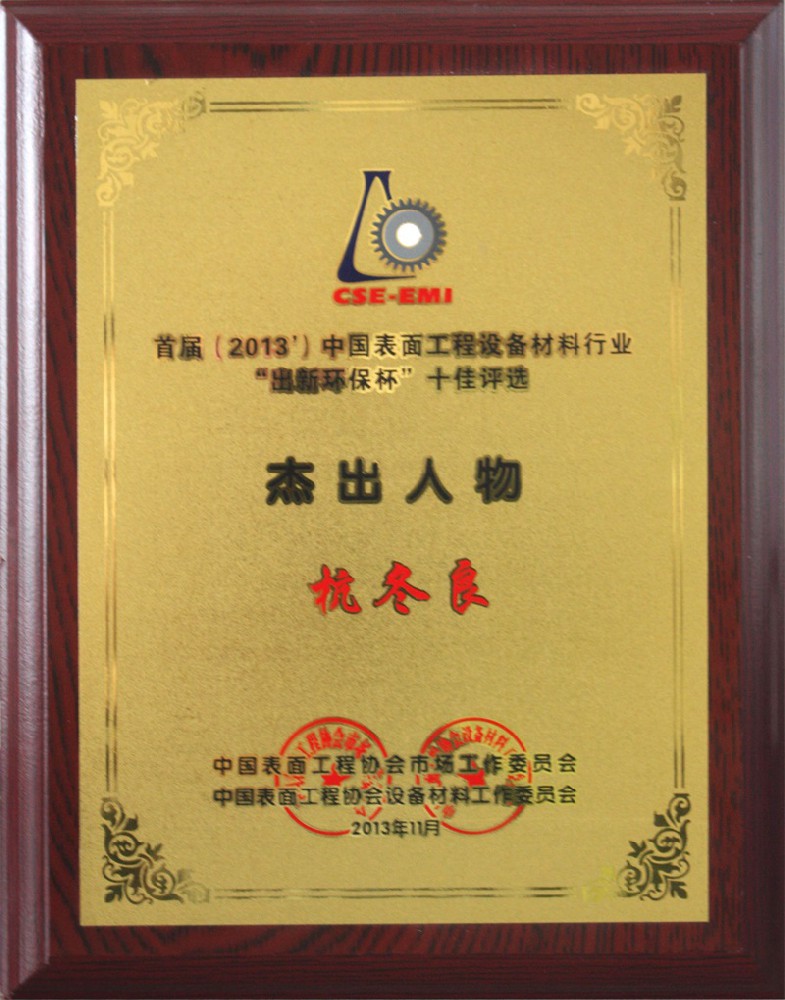 CSE-EMI
首届（2013'）中国表面工程设备材料行业
“出新环保杯”十佳评选
杰出人物
杭冬良
中国表面工程协会市场工作委员会
中国表面工程协会设备材料工作委员会
2013年11月